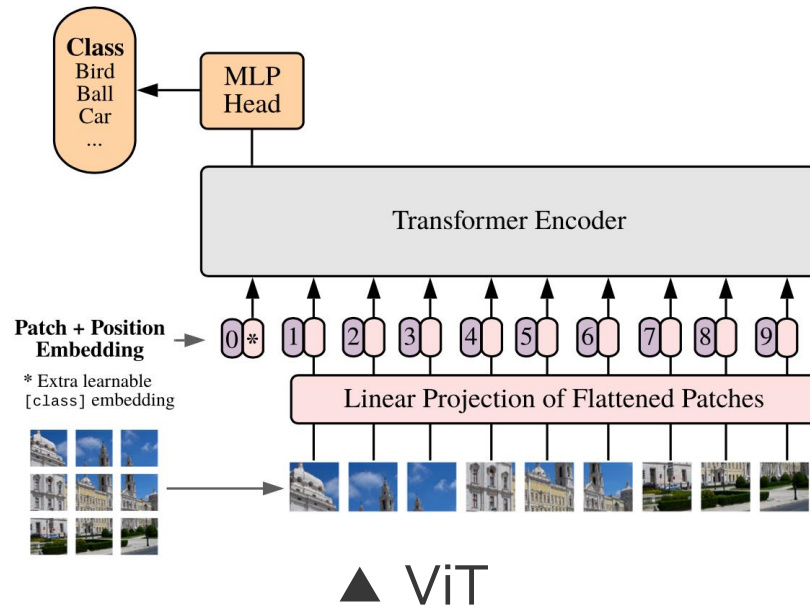 Class
Bird
Ball
Car
...
MLP
Head
Transformer Encoder
Patch + Position
Embedding
0 * 1 2 3 4 5 6 7 8 9
* Extra learnable
[class] embedding
Linear Projection of Flattened Patches
▲ ViT